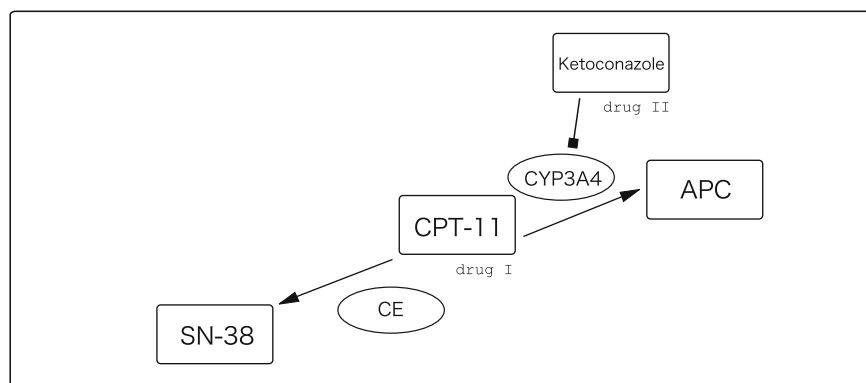 Ketoconazole
drug II
CYP3A4
APC
CPT-11
drug I
CE
SN-38